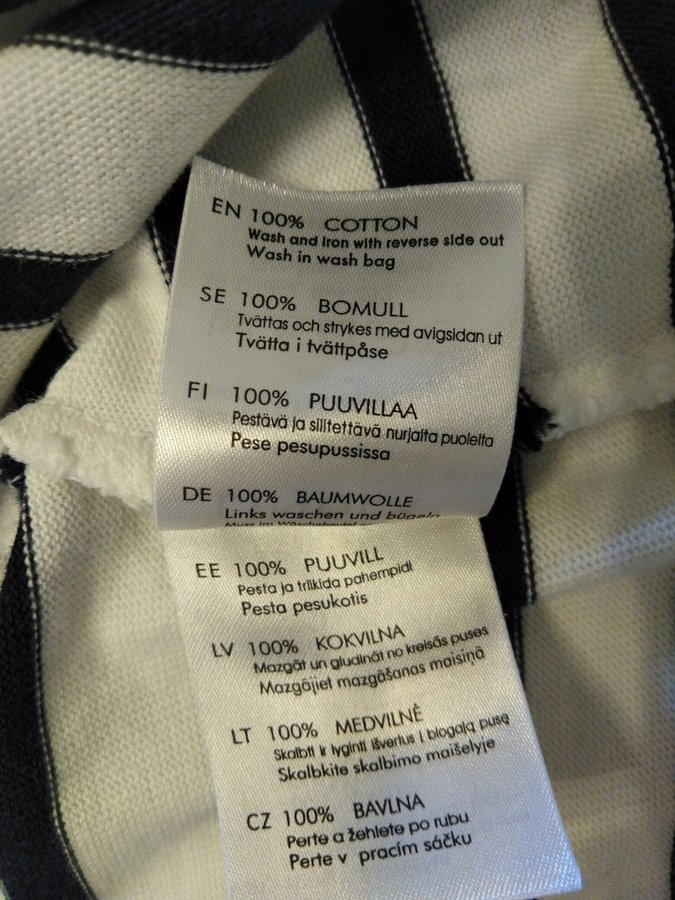 EN 100% COTTON
Wash and iron with reverse side out
Wash in wash bag
SE 100% BOMULL
Tvättas och strykes med avigsidan ut
Tvätta i tvättpåse
FI 100% PUUVILLAA
Pestävä ja silitettävä nurjalta puolelta
Pese pesupussissa
DE 100% BAUMWOLLE
Links waschen und bügeln
Muss im Wäschebeutel
EE 100% PUUVILL
Pesta ja triikida pahempidi
Pesta pesukotis
LV 100% KOKVILNA
Mazgāt un gludināt no kreisās puses
Mazgājiet mazgāšanas maisiņā
LT 100% MEDVILNĖ
Skalbti ir lyginti išvertus į blogąją pusę
Skalbkite skalbimo maišelyje
CZ 100% BAVLNA
Perte a žehlete po rubu
Perte v pracím sáčku